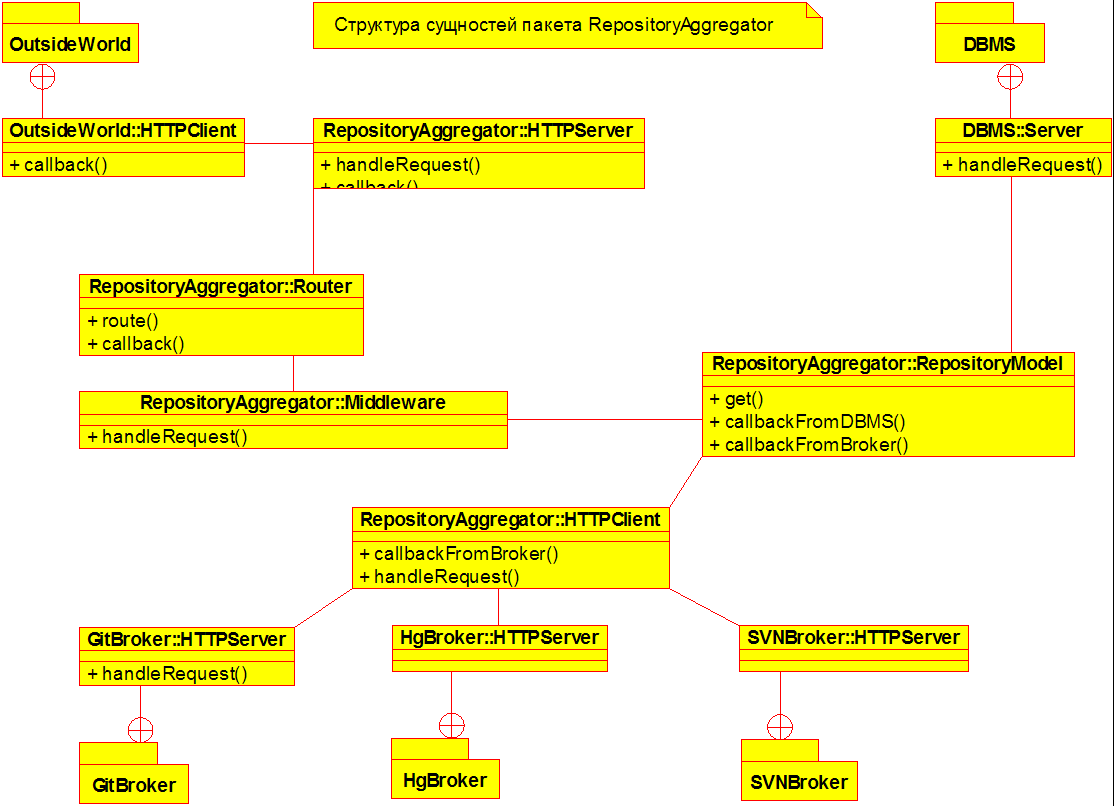 OutsideWorld
Структура сущностей пакета RepositoryAggregator
DBMS
OutsideWorld::HTTPClient
+ callback()
RepositoryAggregator::HTTPServer
+ handleRequest()
+ callback()
DBMS::Server
+ handleRequest()
RepositoryAggregator::Router
+ route()
+ callback()
RepositoryAggregator::RepositoryModel
+ get()
+ callbackFromDBMS()
+ callbackFromBroker()
RepositoryAggregator::Middleware
+ handleRequest()
RepositoryAggregator::HTTPClient
+ callbackFromBroker()
+ handleRequest()
GitBroker::HTTPServer
+ handleRequest()
HgBroker::HTTPServer
SVNBroker::HTTPServer
GitBroker
HgBroker
SVNBroker